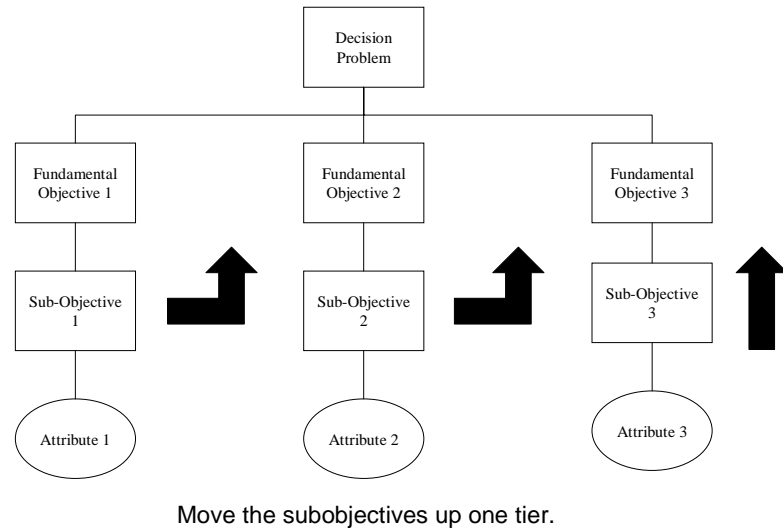 Decision
Problem
Fundamental
Objective 1
Fundamental
Objective 2
Fundamental
Objective 3
Sub-Objective
1
Sub-Objective
2
Sub-Objective
3
Attribute 1
Attribute 2
Attribute 3
Move the subobjectives up one tier.